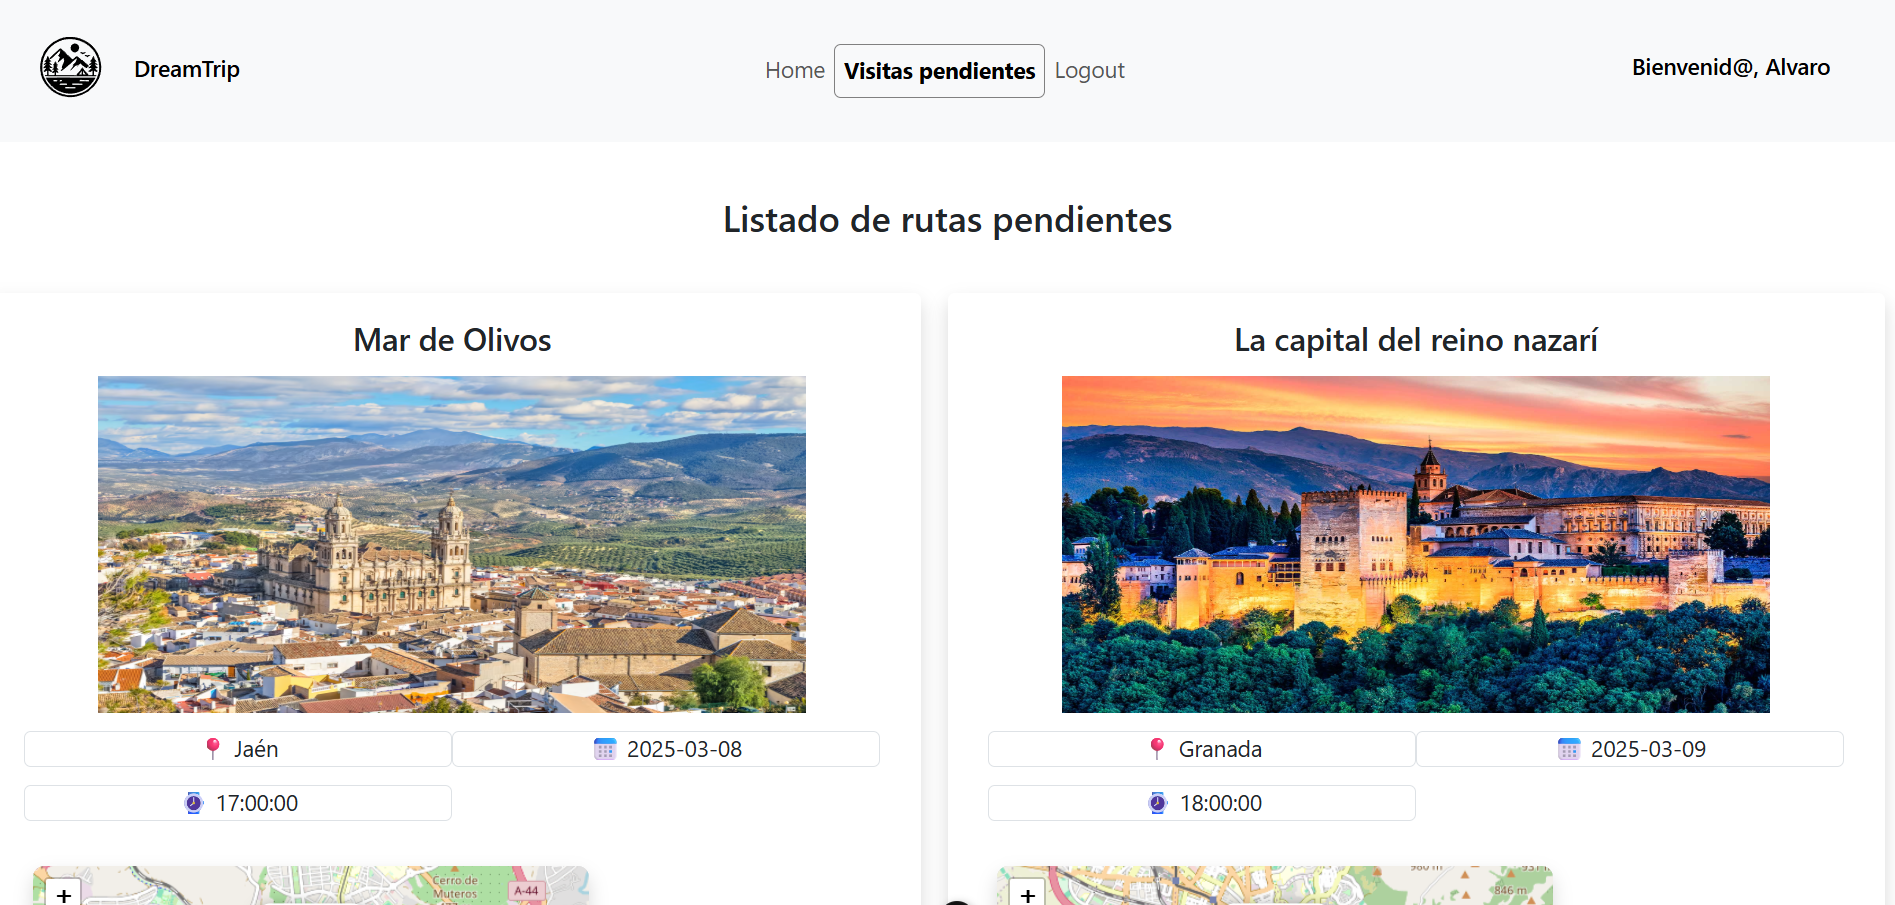 DreamTrip
Home
Visitas pendientes
Logout
Bienvenid@, Alvaro
Listado de rutas pendientes
Mar de Olivos
Jaén
2025-03-08
17:00:00
+
Cerro de
Muteros
A-44
La capital del reino nazarí
Granada
2025-03-09
18:00:00
+
846 m